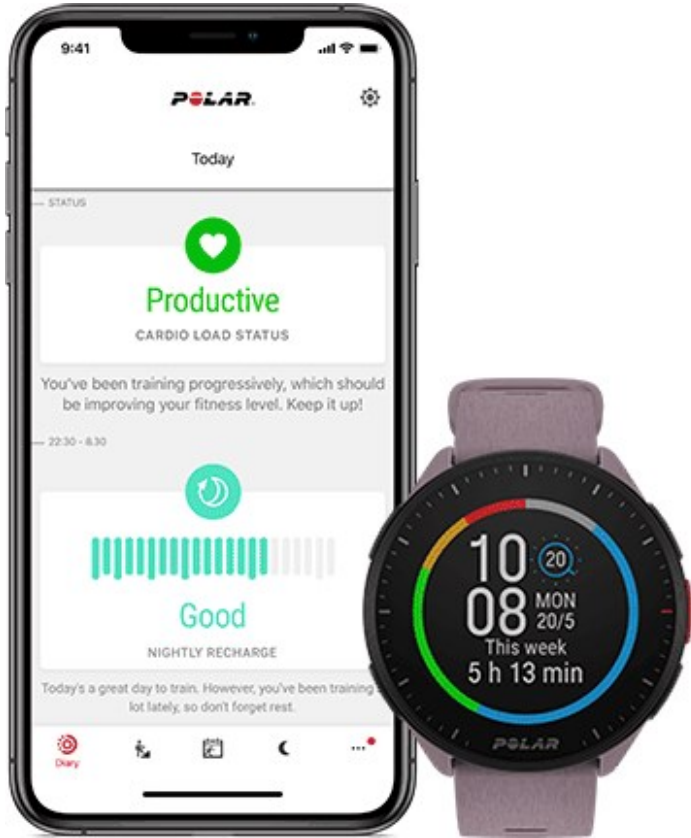 9:41
POLAR
Today
STATUS
Productive
CARDIO LOAD STATUS
You've been training progressively, which should
be improving your fitness level. Keep it up!
22:30 - 8.30
Good
NIGHTLY RECHARGE
Today's a great day to train. However, you've been training
lot lately, so don't forget rest.
Diary
10
20
08
MON
20/5
This week
5 h 13 min
POLAR